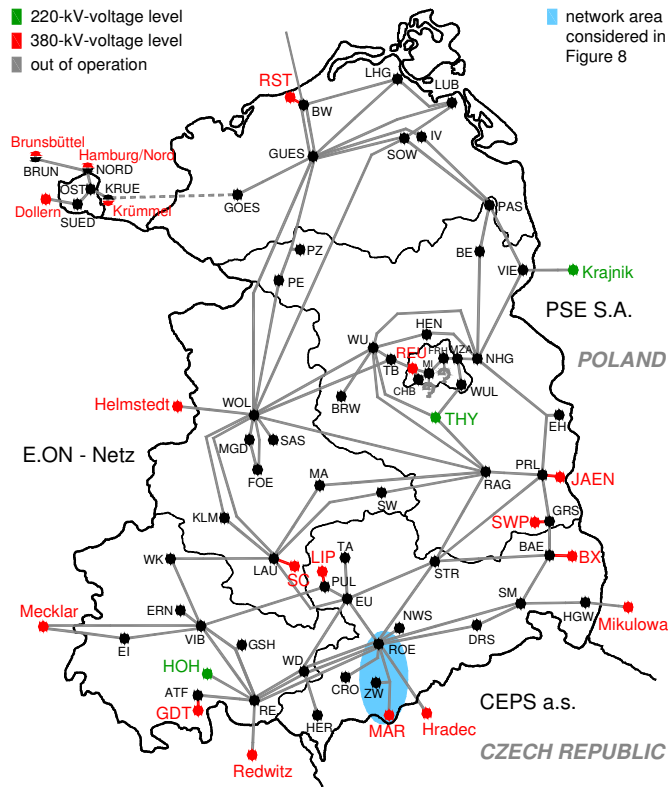 220-kV-voltage level
380-kV-voltage level
out of operation
network area
considered in
Figure 8
RST
BW
LHG
LUB
GUES
SOW
IV
Brunsbüttel
Hamburg/Nord
BRUN
NORD
OST
KRUE
Dollern
SUED
Krümmel
GOES
PAS
PZ
BE
VIE
Krajnik
PE
PSE S.A.
HEN
WU
REU
FRH
MZA
NHG
POLAND
TB
MI
CHB
WUL
BRW
Helmstedt
WOL
THY
EH
MGD
SAS
E.ON - Netz
FOE
MA
RAG
PRL
JAEN
SW
KLM
SWP
GRS
TA
BAE
WK
LAU
SC
LIP
PUL
STR
BX
EU
SM
Mecklar
ERN
NWS
HGW
Mikulowa
VIB
EI
GSH
ROE
DRS
HOH
WD
CRO
ZW
ATF
RE
CEPS a.s.
GDT
HER
MAR
Hradec
CZECH REPUBLIC
Redwitz